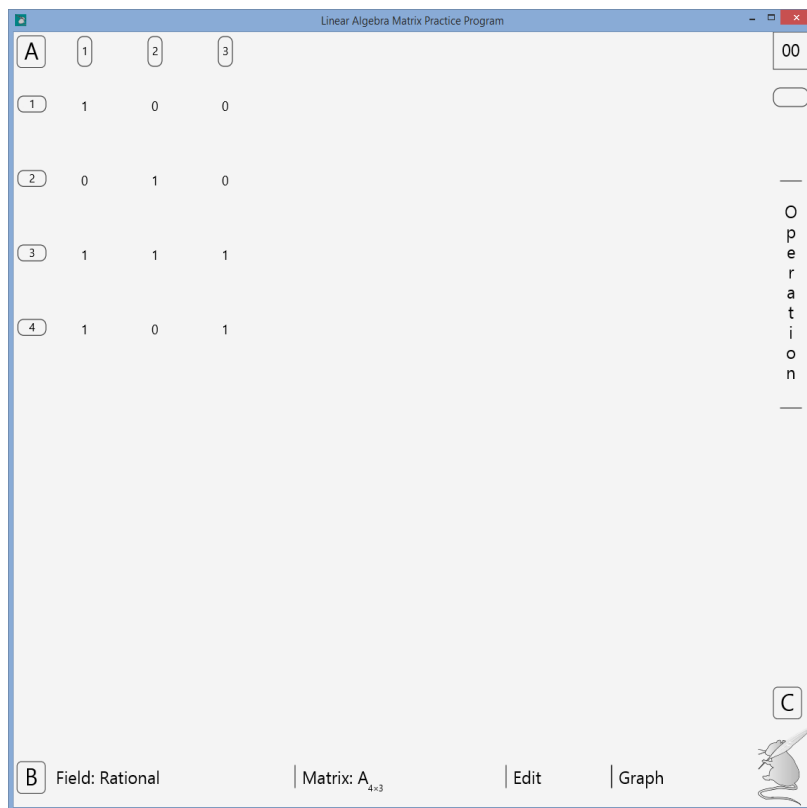 Linear Algebra Matrix Practice Program
A 1 2 3 00
1 1 0 0
2 0 1 0
3 1 1 1
4 1 0 1
Operation
C
B Field: Rational Matrix: A4×3 Edit Graph